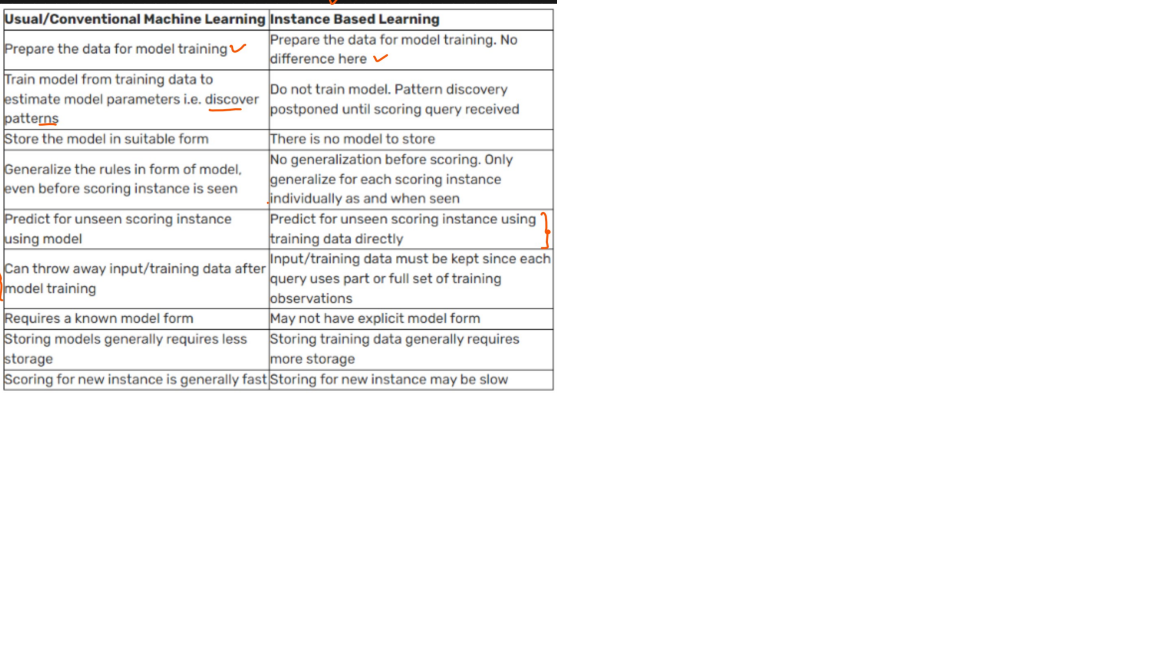 Usual/Conventional Machine Learning Instance Based Learning
Prepare the data for model training
Prepare the data for model training. No
difference here
Train model from training data to
estimate model parameters i.e. discover
patterns
Do not train model. Pattern discovery
postponed until scoring query received
Store the model in suitable form
There is no model to store
Generalize the rules in form of model,
even before scoring instance is seen
No generalization before scoring. Only
generalize for each scoring instance
individually as and when seen
Predict for unseen scoring instance
using model
Predict for unseen scoring instance using
training data directly
Can throw away input/training data after
model training
Input/training data must be kept since each
query uses part or full set of training
observations
Requires a known model form
May not have explicit model form
Storing models generally requires less
storage
Storing training data generally requires
more storage
Scoring for new instance is generally fast
Storing for new instance may be slow